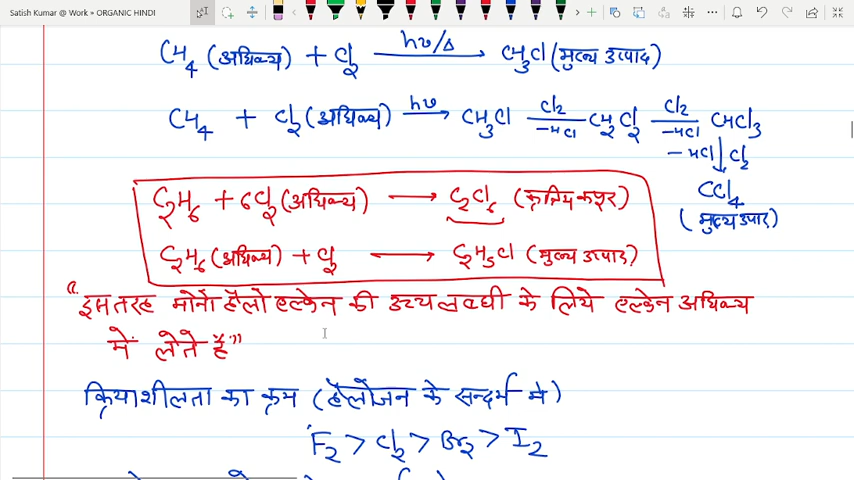 Satish Kumar @ Work » ORGANIC HINDI
CH₄ (आधिक्य) + Cl₂ —hν/Δ→ CH₃Cl (मुख्य उत्पाद)
CH₄ + Cl₂ (आधिक्य) —hν→ CH₃Cl —Cl₂/-HCl— CH₂Cl₂ —Cl₂/-HCl— CHCl₃
-HCl ↓ Cl₂
CCl₄
(मुख्य उत्पाद)
C₂H₆ + 6Cl₂ (आधिक्य) → C₂Cl₆ (कृत्रिम कपूर)
C₂H₆ (आधिक्य) + Cl₂ → C₂H₅Cl (मुख्य उत्पाद)
“इस तरह मोनो हैलो एल्केन की उच्च लब्धी के लिये एल्केन आधिक्य
में लेते है”
क्रियाशीलता का क्रम (हैलोजन के सन्दर्भ में)
F₂ > Cl₂ > Br₂ > I₂